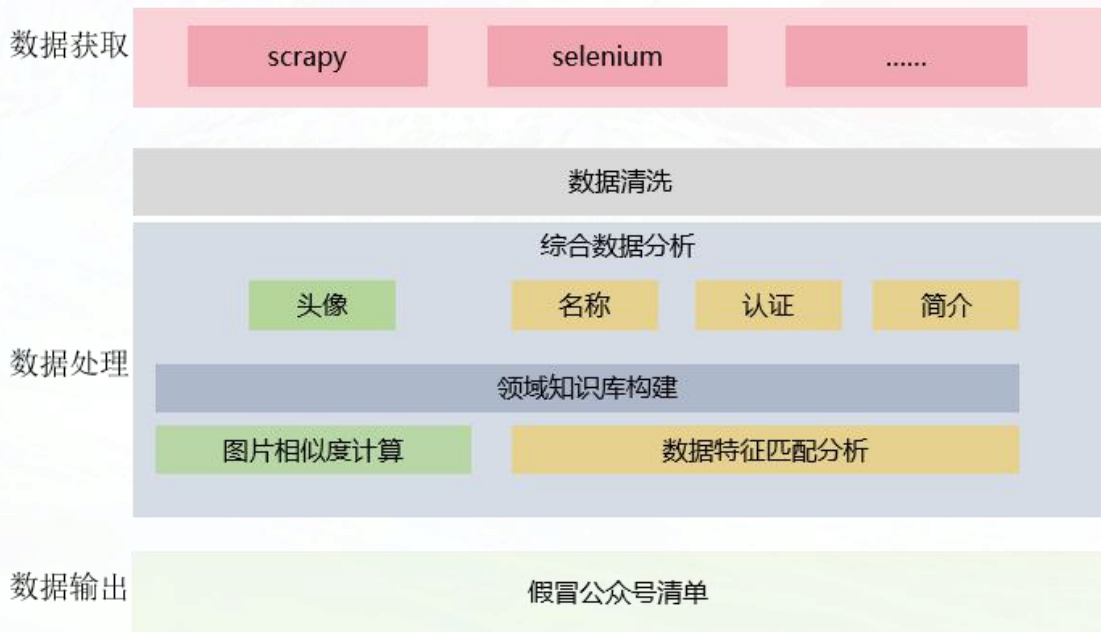 数据获取
scrapy
selenium
......
数据清洗
综合数据分析
头像
名称
认证
简介
数据处理
领域知识库构建
图片相似度计算
数据特征匹配分析
数据输出
假冒公众号清单